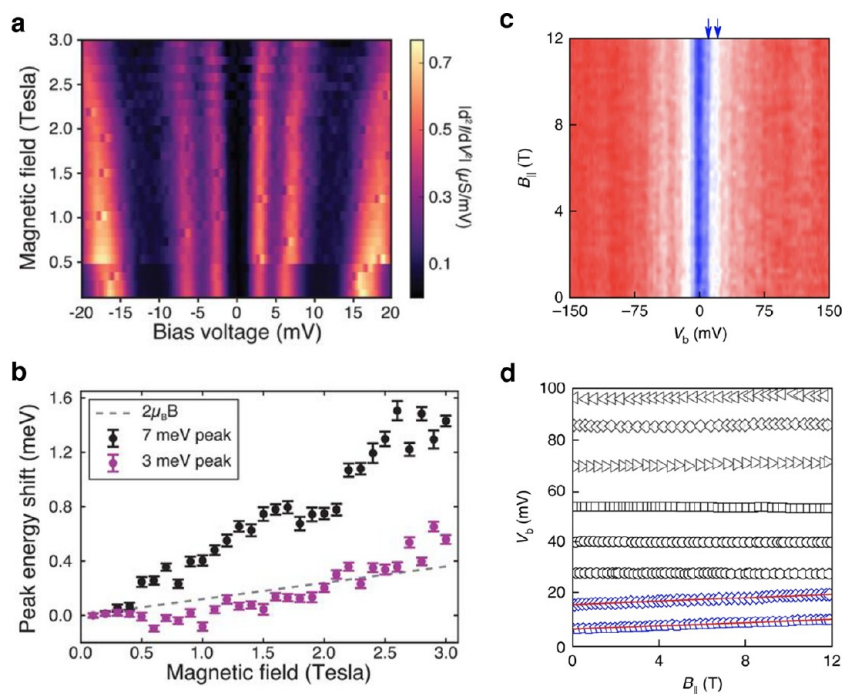 a
Magnetic field (Tesla)
3.0
2.5
2.0
1.5
1.0
0.5
-20 -15 -10 -5 0 5 10 15 20
Bias voltage (mV)
0.7
0.5
0.3
0.1
|d²I/dV²| (µS/mV)
b
Peak energy shift (meV)
1.6
1.2
0.8
0.4
0.0
2µ_BB
7 meV peak
3 meV peak
0.0 0.5 1.0 1.5 2.0 2.5 3.0
Magnetic field (Tesla)
c
B|| (T)
12
8
4
0
−150 −75 0 75 150
V_b (mV)
d
V_b (mV)
100
80
60
40
20
0
0 4 8 12
B|| (T)